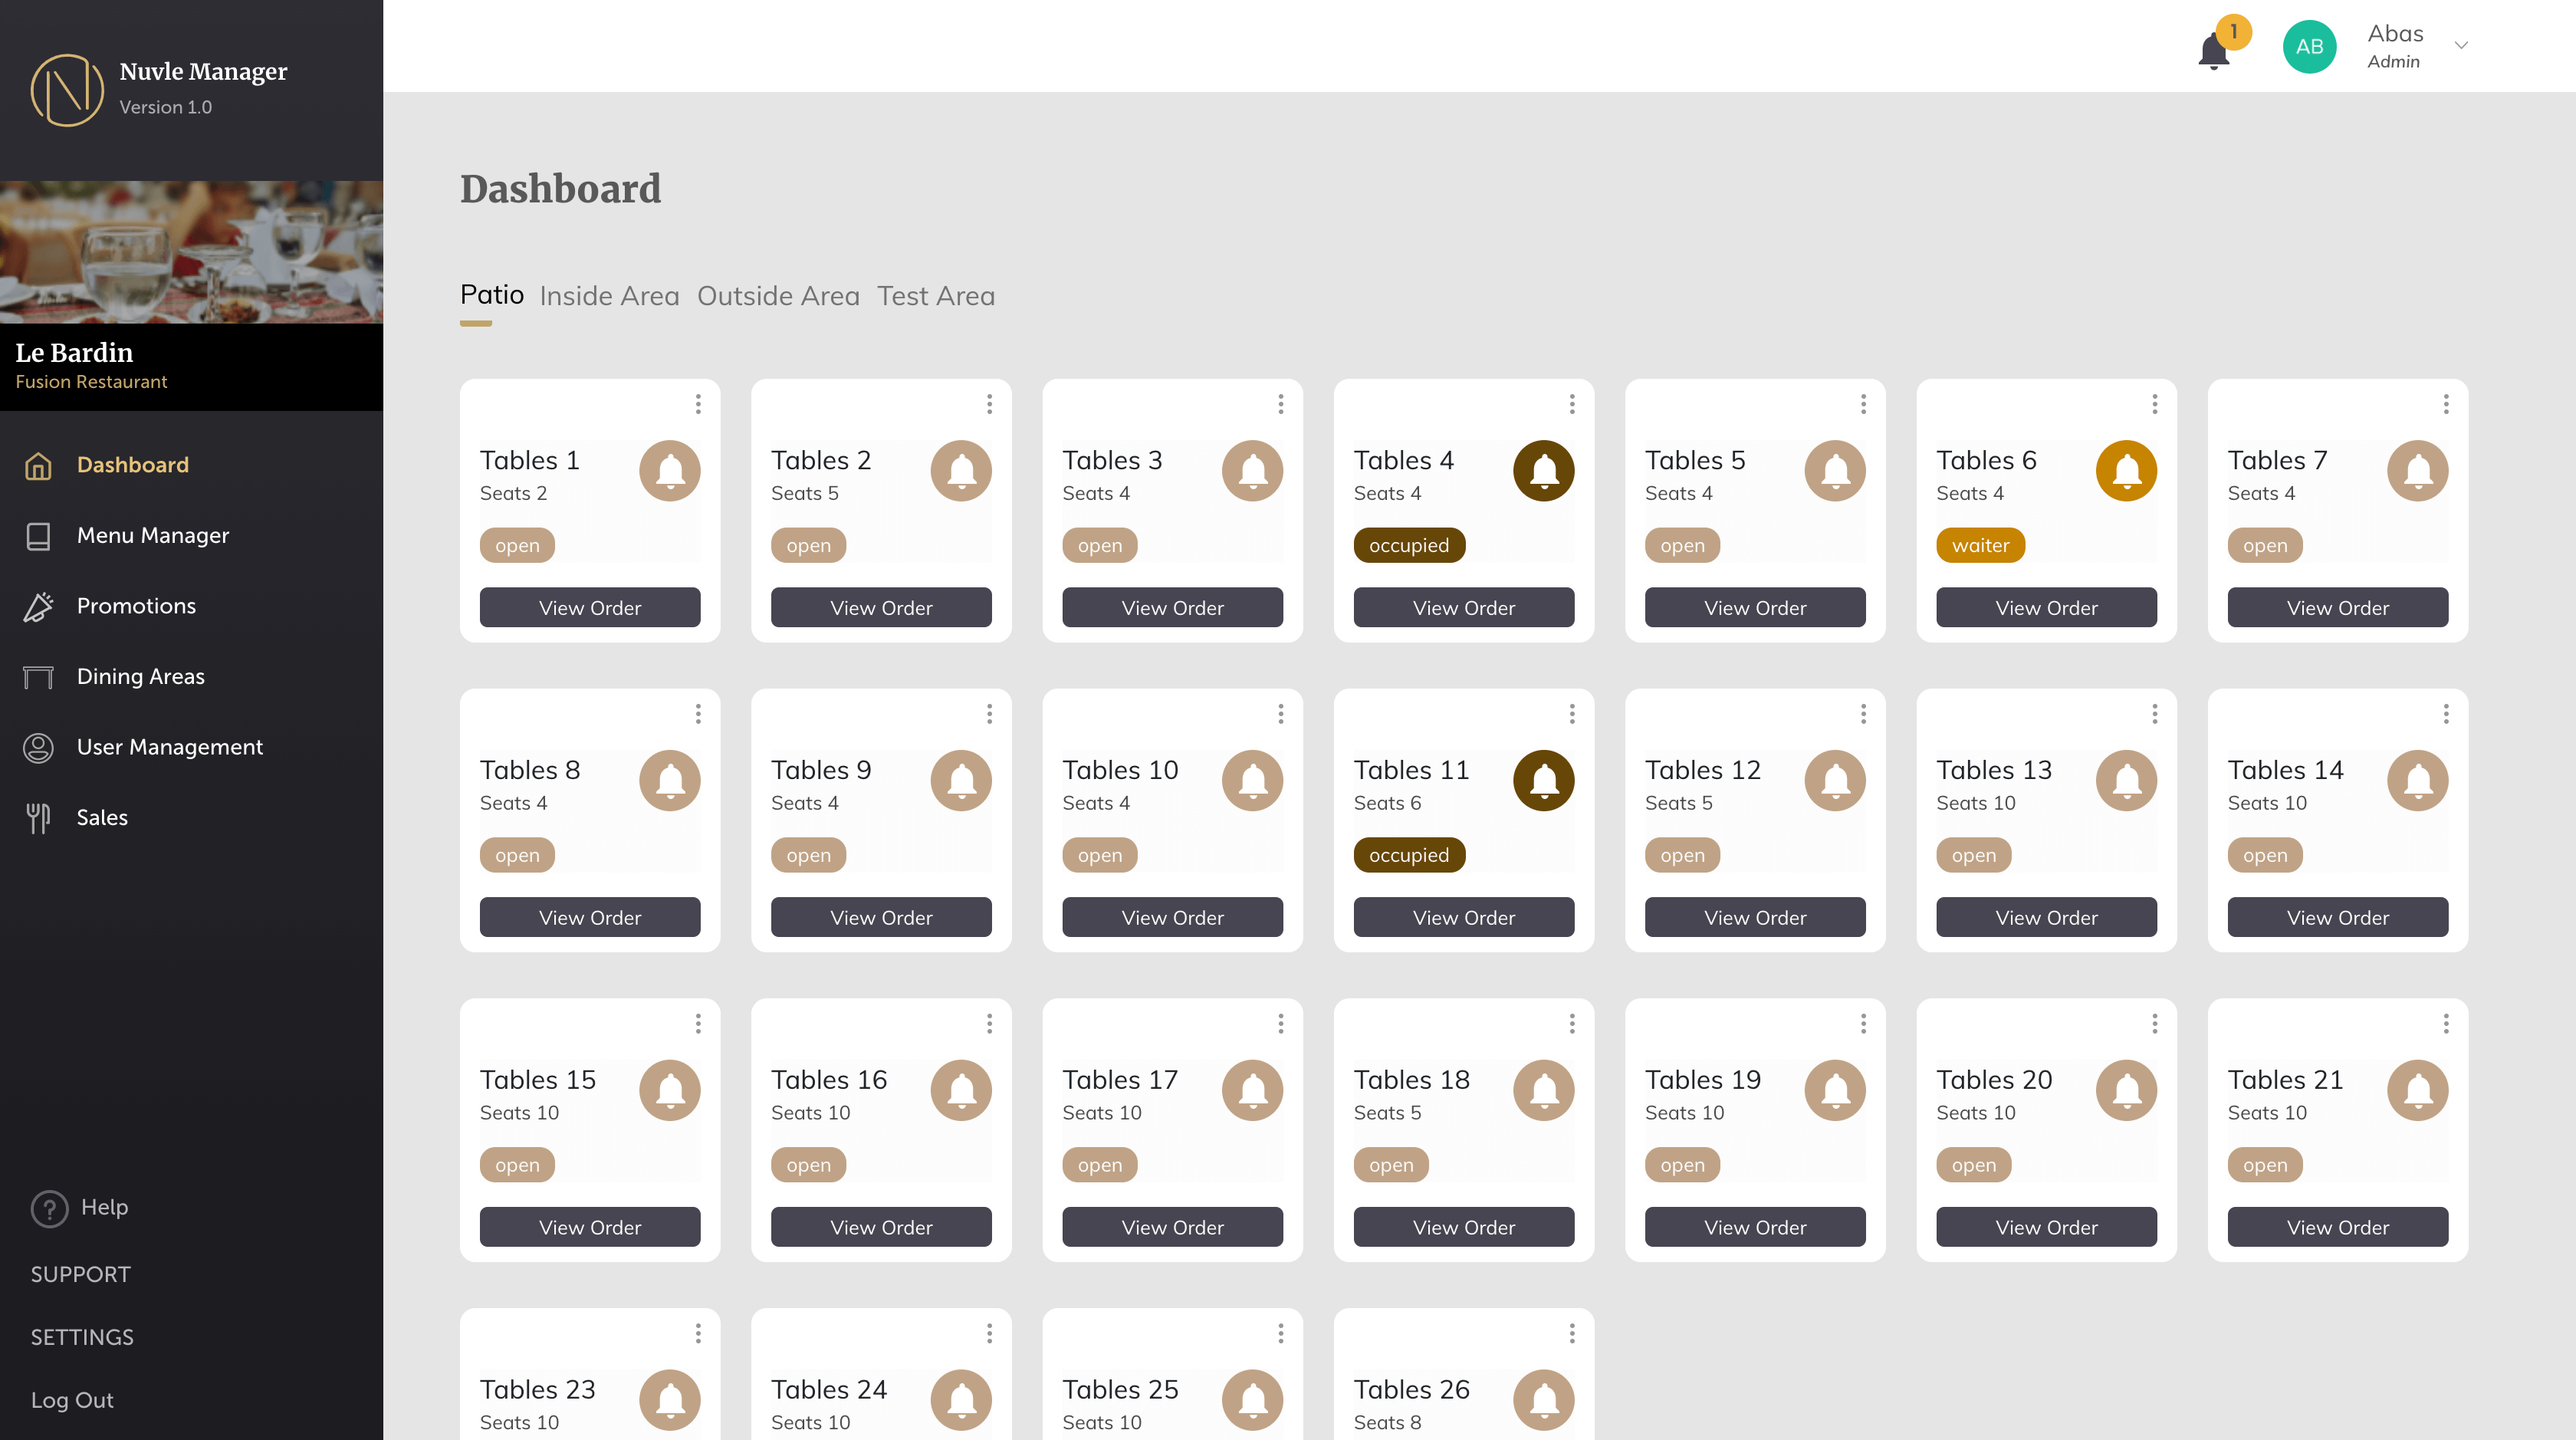 Nuvle Manager
Version 1.0
Le Bardin
Fusion Restaurant
Dashboard
Menu Manager
Promotions
Dining Areas
User Management
Sales
Help
SUPPORT
SETTINGS
Log Out
1
AB
Abas
Admin
Dashboard
Patio Inside Area Outside Area Test Area
Tables 1
Seats 2
open
View Order
Tables 2
Seats 5
open
View Order
Tables 3
Seats 4
open
View Order
Tables 4
Seats 4
occupied
View Order
Tables 5
Seats 4
open
View Order
Tables 6
Seats 4
waiter
View Order
Tables 7
Seats 4
open
View Order
Tables 8
Seats 4
open
View Order
Tables 9
Seats 4
open
View Order
Tables 10
Seats 4
open
View Order
Tables 11
Seats 6
occupied
View Order
Tables 12
Seats 5
open
View Order
Tables 13
Seats 10
open
View Order
Tables 14
Seats 10
open
View Order
Tables 15
Seats 10
open
View Order
Tables 16
Seats 10
open
View Order
Tables 17
Seats 10
open
View Order
Tables 18
Seats 5
open
View Order
Tables 19
Seats 10
open
View Order
Tables 20
Seats 10
open
View Order
Tables 21
Seats 10
open
View Order
Tables 23
Seats 10
Tables 24
Seats 10
Tables 25
Seats 10
Tables 26
Seats 8